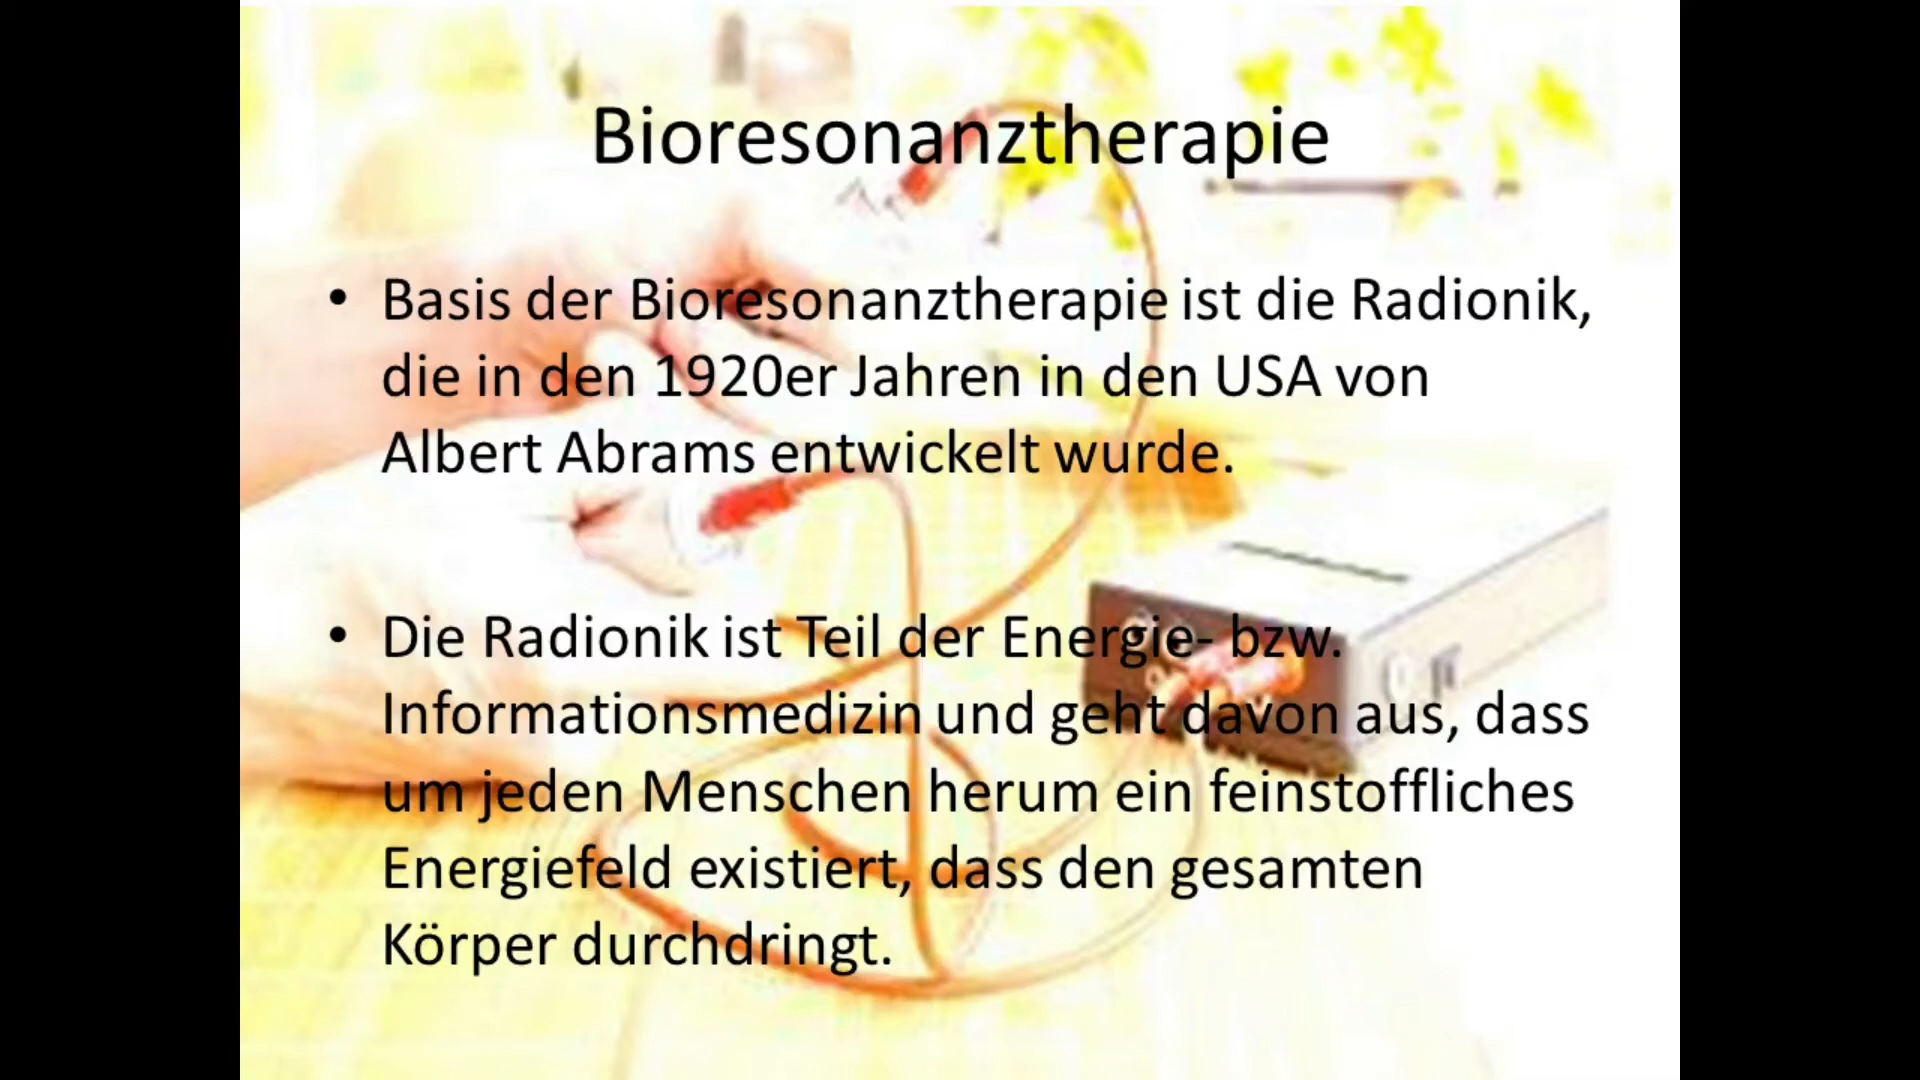 Bioresonanztherapie
• Basis der Bioresonanztherapie ist die Radionik,
die in den 1920er Jahren in den USA von
Albert Abrams entwickelt wurde.
• Die Radionik ist Teil der Energie- bzw.
Informationsmedizin und geht davon aus, dass
um jeden Menschen herum ein feinstoffliches
Energiefeld existiert, dass den gesamten
Körper durchdringt.